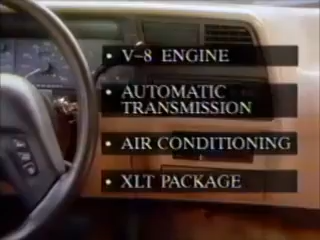 • V-8 ENGINE
• AUTOMATIC
TRANSMISSION
• AIR CONDITIONING
• XLT PACKAGE